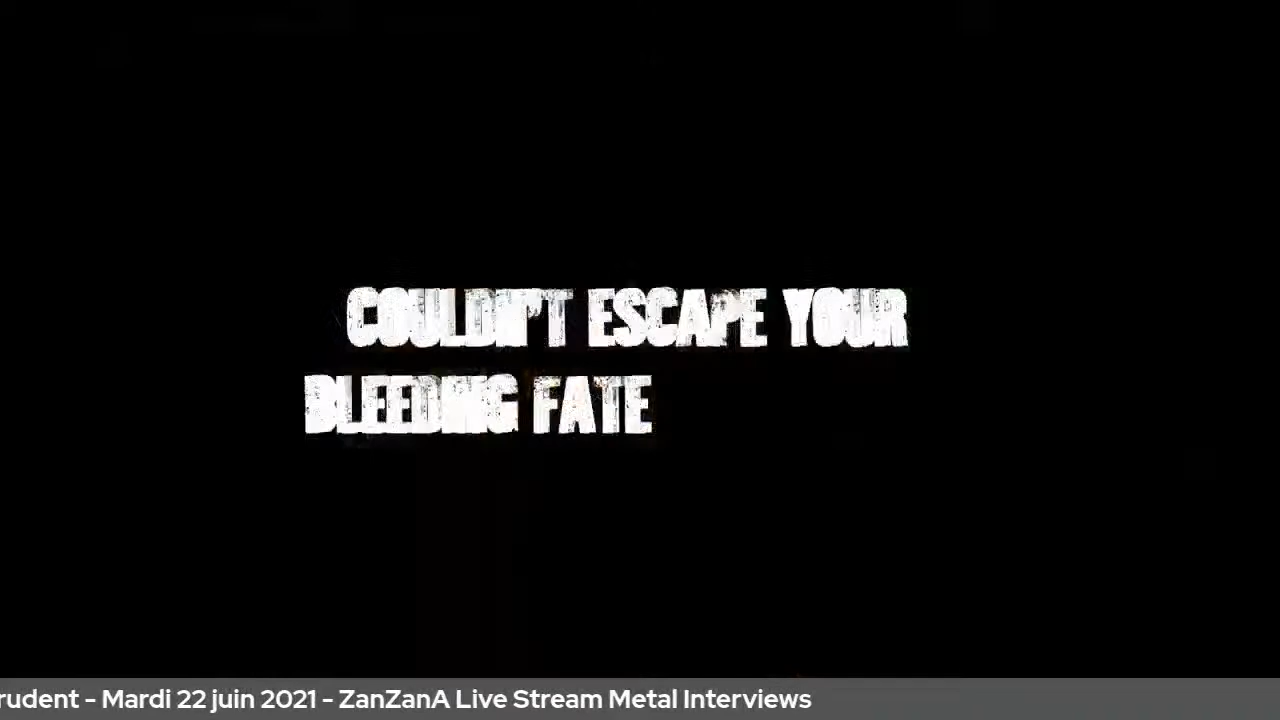 COULDN'T ESCAPE YOUR
BLEEDING FATE
rudent - Mardi 22 juin 2021 - ZanZanA Live Stream Metal Interviews